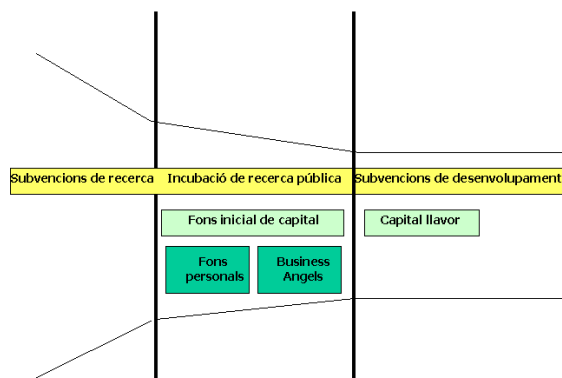 Subvencions de recerca
Incubació de recerca pública
Subvencions de desenvolupament
Fons inicial de capital
Capital llavor
Fons
personals
Business
Angels